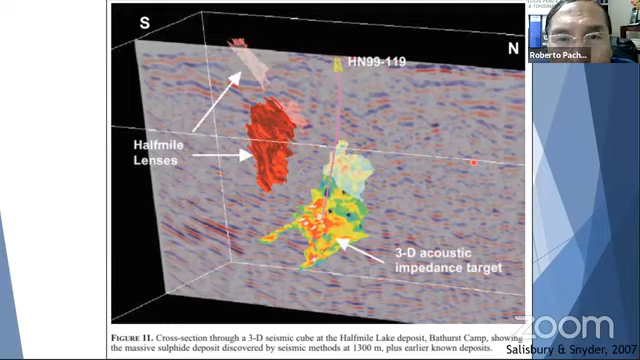 S
N
HN99-119
Roberto Pach...
Halfmile
Lenses
3-D acoustic
impedance target
FIGURE 11. Cross-section through a 3-D seismic cube at the Halfmile Lake deposit, Bathurst Camp, showing
the massive sulphide deposit discovered by seismic methods at 1300 m, plus earlier known deposits.
zoom
Salisbury & Snyder, 2007